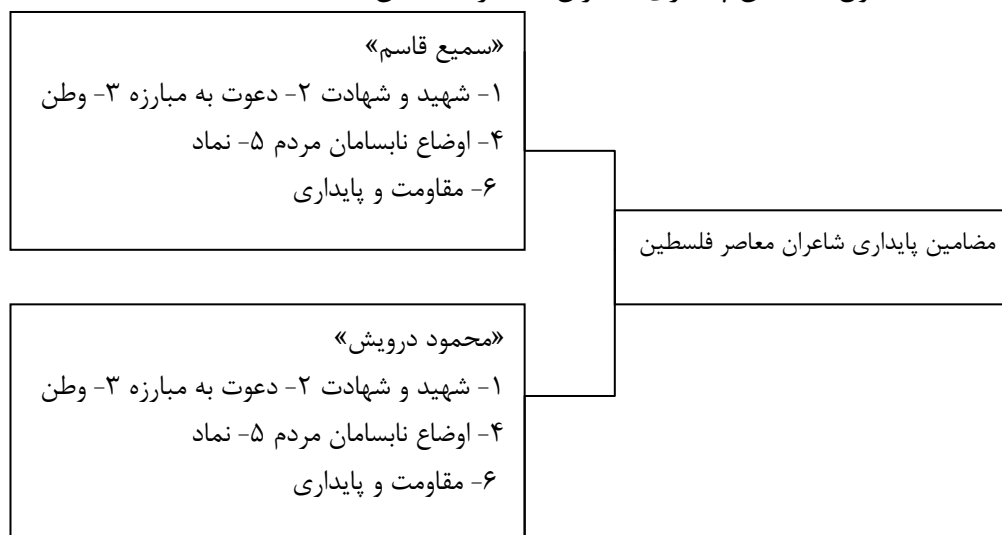 «سمیع قاسم»
۱- شهید و شهادت ۲- دعوت به مبارزه ۳- وطن
۴- اوضاع نابسامان مردم ۵- نماد
۶- مقاومت و پایداری
مضامین پایداری شاعران معاصر فلسطین
«محمود درویش»
۱- شهید و شهادت ۲- دعوت به مبارزه ۳- وطن
۴- اوضاع نابسامان مردم ۵- نماد
۶- مقاومت و پایداری